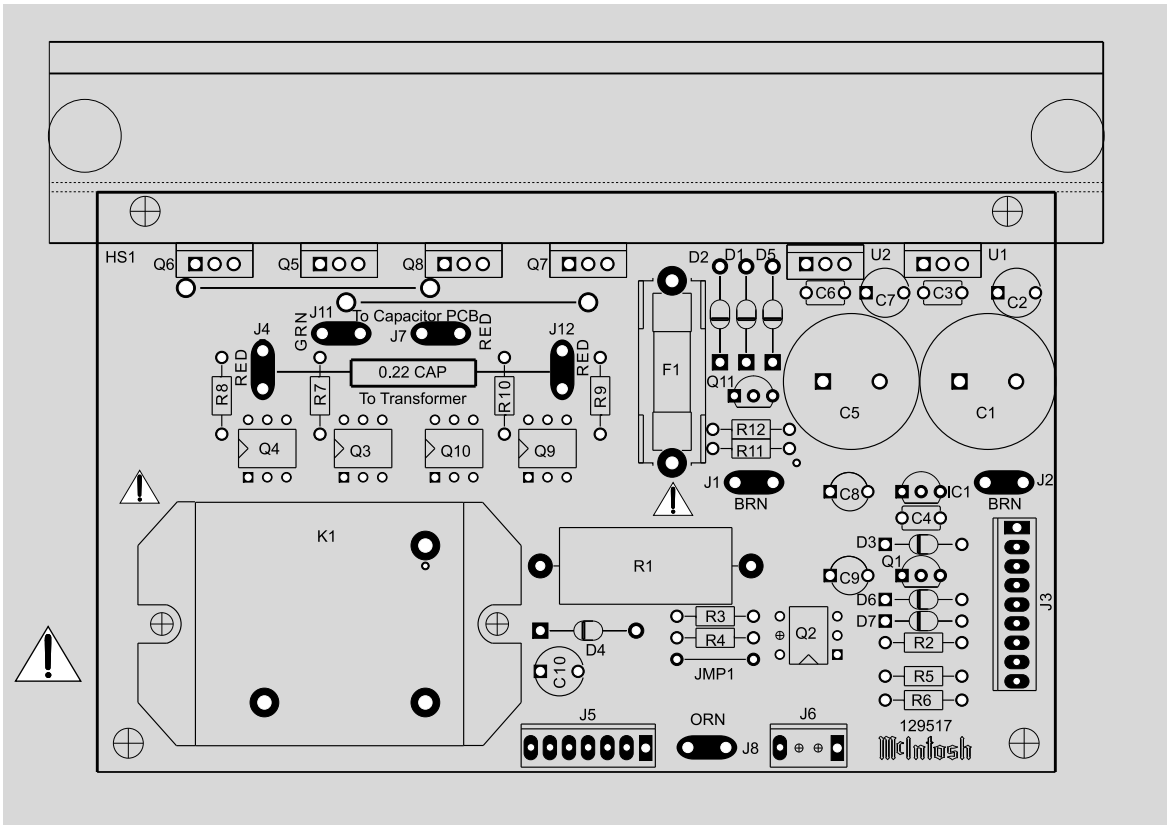 HS1
Q6
Q5
Q8
Q7
D2
D1
D5
U2
U1
C6
C7
C3
C2
J11
To Capacitor PCB
GRN
J4
J7
RED
J12
RED
0.22 CAP
RED
F1
To Transformer
R8
R7
R10
R9
Q11
C5
C1
R12
R11
Q4
Q3
Q10
Q9
J1
BRN
C8
IC1
J2
BRN
C4
K1
R1
D3
C9
Q1
D6
D7
J3
R3
R4
Q2
R2
D4
C10
JMP1
R5
R6
J5
ORN
J8
J6
129517
McIntosh